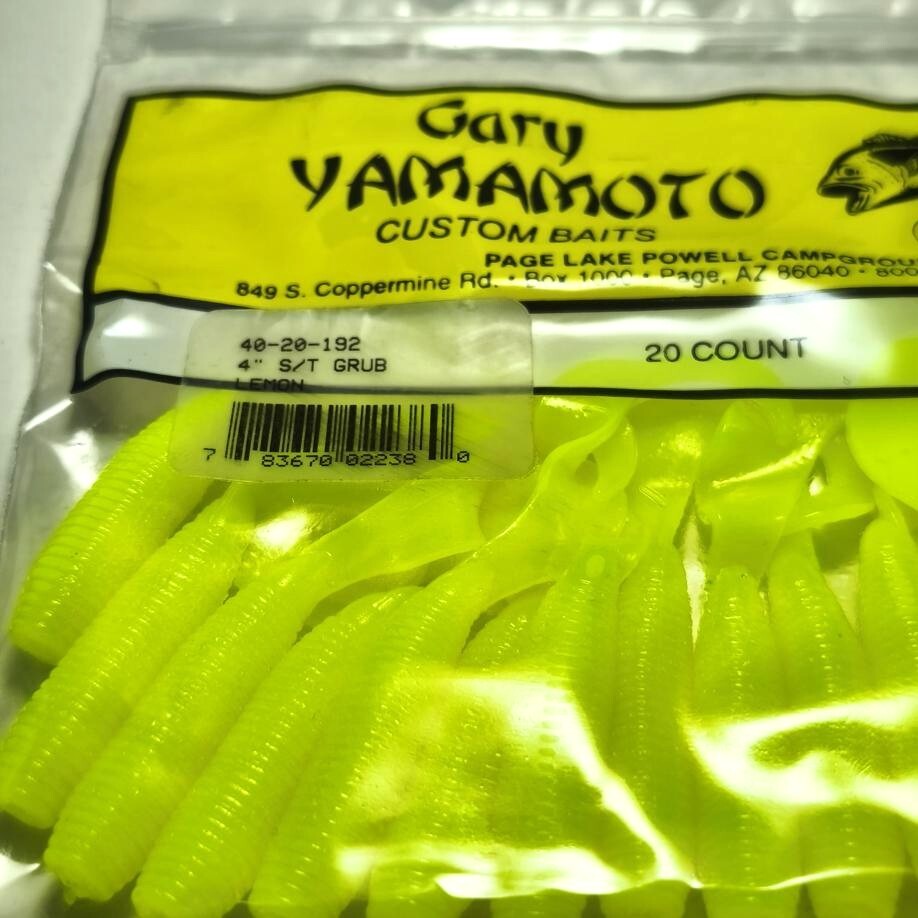 Gary
YAMAMOTO
CUSTOM BAITS
PAGE LAKE POWELL CAMPGROU
849 S. Coppermine Rd. • Box 1000 • Page, AZ 86040 • 800
40-20-192
4" S/T GRUB
LEMON
20 COUNT
7 83670 02238 0